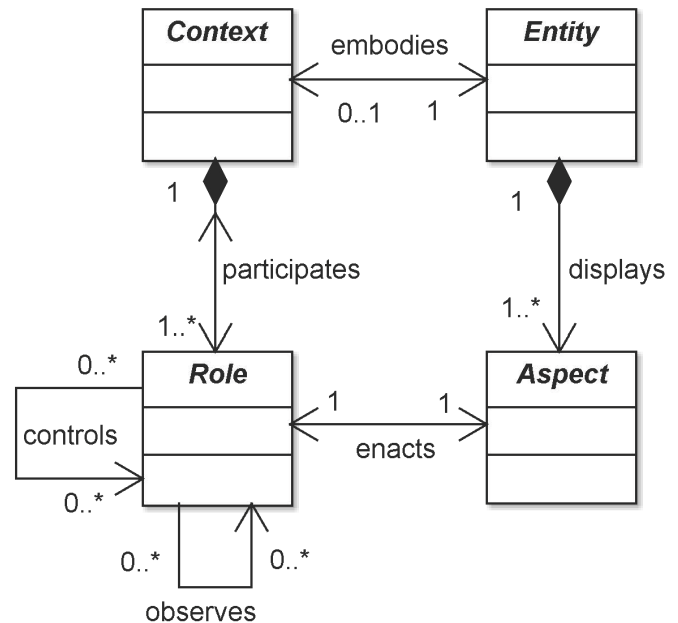 Context
embodies
Entity
0..1
1
1
1
participates
displays
1..*
1..*
Role
Aspect
0..*
1
1
controls
enacts
0..*
0..*
0..*
observes